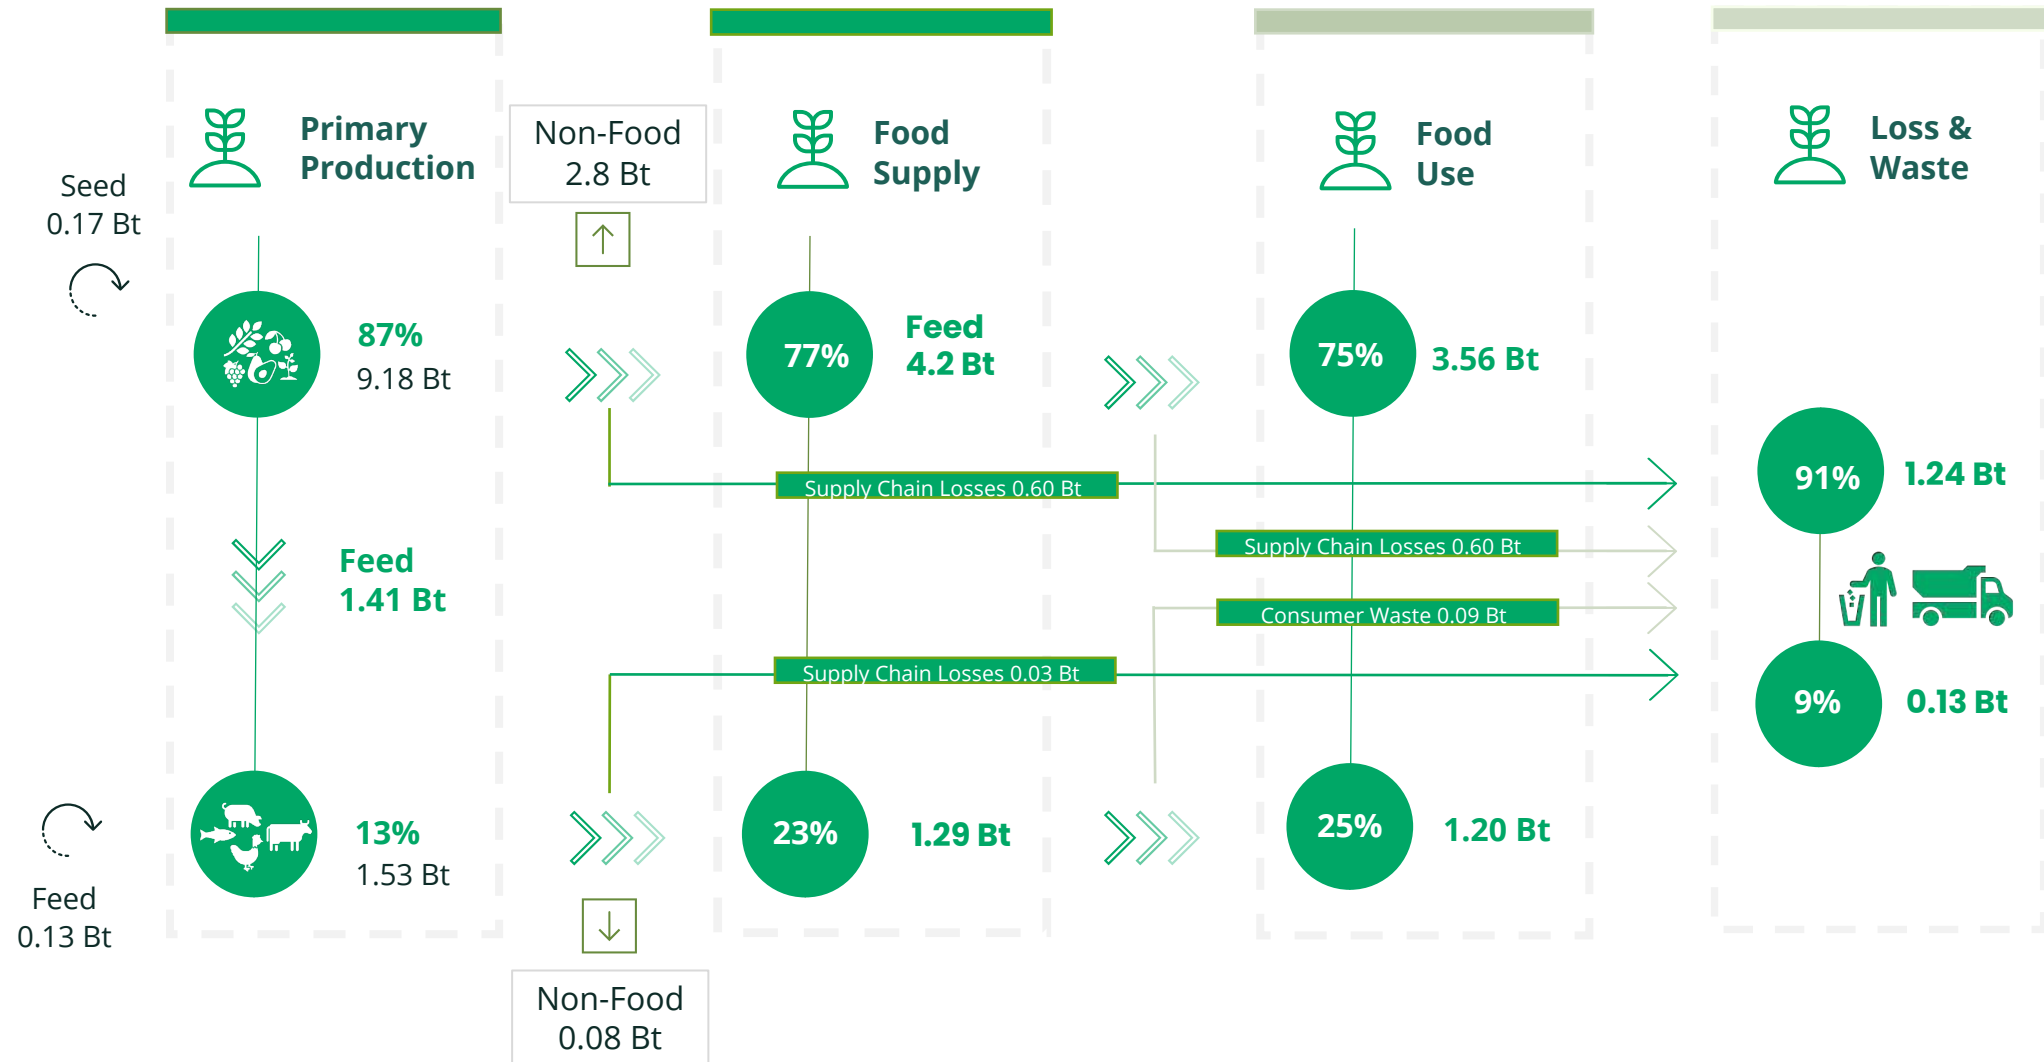 Primary
Production
Non-Food
2.8 Bt
Food
Supply
Food
Use
Loss &
Waste
Seed
0.17 Bt
87%
9.18 Bt
77%
Feed
4.2 Bt
75%
3.56 Bt
91%
1.24 Bt
Supply Chain Losses 0.60 Bt
Supply Chain Losses 0.60 Bt
Feed
1.41 Bt
Consumer Waste 0.09 Bt
Supply Chain Losses 0.03 Bt
9%
0.13 Bt
13%
1.53 Bt
23%
1.29 Bt
25%
1.20 Bt
Feed
0.13 Bt
Non-Food
0.08 Bt